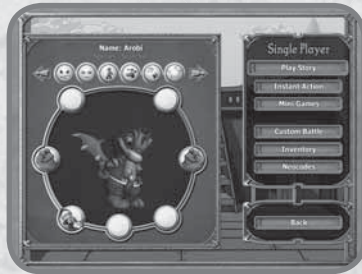 Name: Arobi
Single Player
Play Story
Instant Action
Mini Games
Custom Battle
Inventory
Neocodes
Back